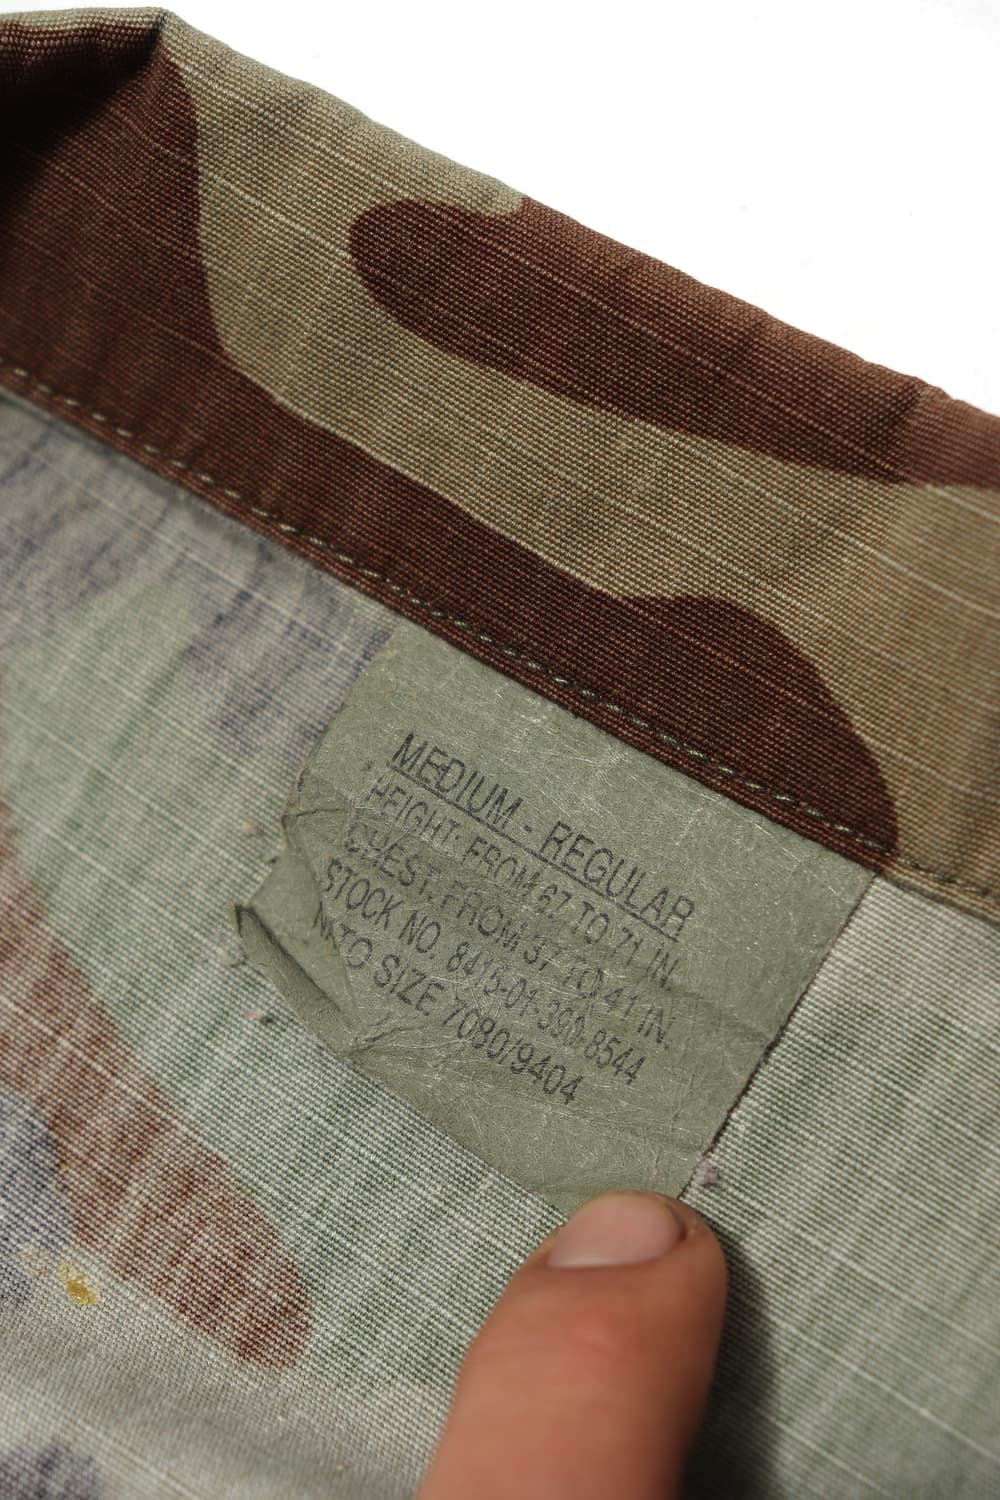 MEDIUM - REGULAR
HEIGHT: FROM 67 TO 71 IN.
CHEST: FROM 37 TO 41 IN.
STOCK NO. 8415-01-390-8544
NATO SIZE 7080/9404